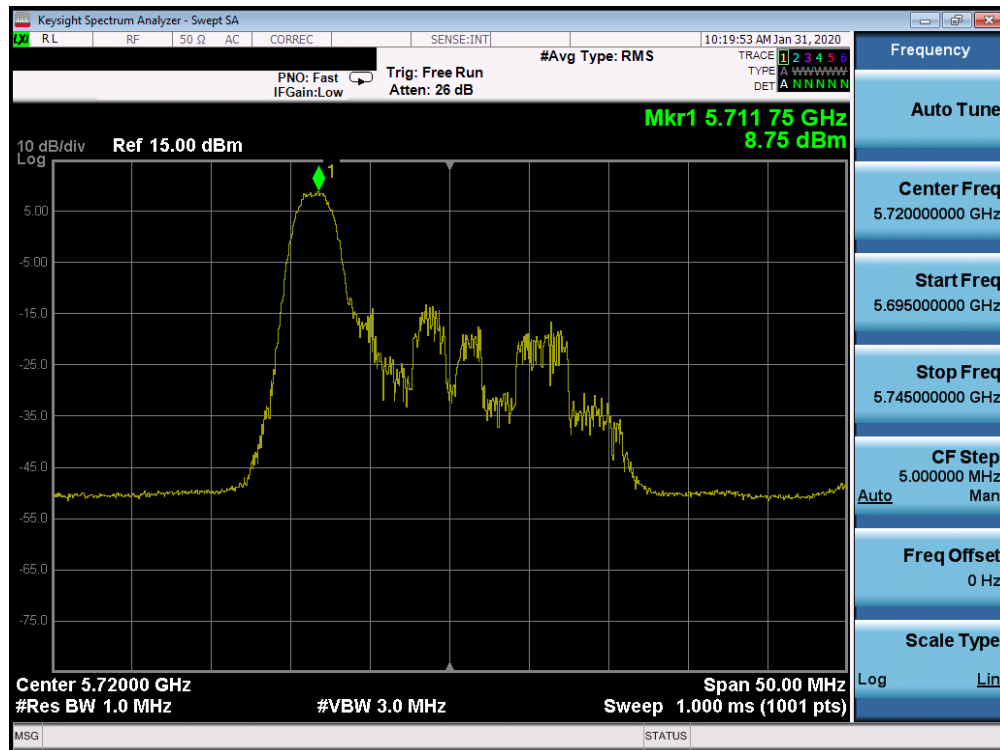 Keysight Spectrum Analyzer - Swept SA
LXI RL RF 50 Ω AC CORREC SENSE:INT 10:19:53 AM Jan 31, 2020
PNO: Fast
IFGain:Low
Trig: Free Run
Atten: 26 dB
#Avg Type: RMS
TRACE 1 2 3 4 5 6
TYPE A WWWWW
DET A N N N N N
Mkr1 5.711 75 GHz
8.75 dBm
10 dB/div
Log
Ref 15.00 dBm
1
5.00
-5.00
-15.0
-25.0
-35.0
-45.0
-55.0
-65.0
-75.0
Center 5.72000 GHz
Span 50.00 MHz
#Res BW 1.0 MHz
#VBW 3.0 MHz
Sweep 1.000 ms (1001 pts)
MSG
STATUS
Frequency
Auto Tune
Center Freq
5.720000000 GHz
Start Freq
5.695000000 GHz
Stop Freq
5.745000000 GHz
CF Step
5.000000 MHz
Auto Man
Freq Offset
0 Hz
Scale Type
Log Lin